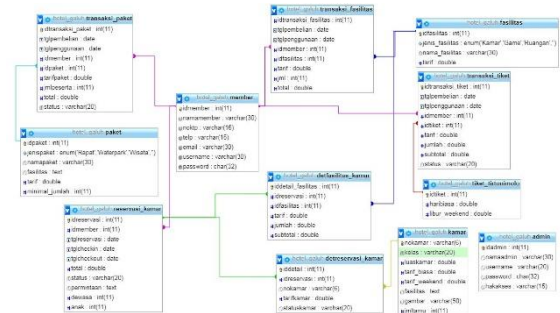 hotel_galuh transaksi_paket
idtransaksi_paket : int(11)
tglpembelian : date
tglpenggunaan : date
idmember : int(11)
idpaket : int(11)
tarifpaket : double
jmlpeserta : int(11)
total : double
status : varchar(20)
hotel_galuh paket
idpaket : int(11)
jenispaket : enum('Rapat','Waterpark','Wisata','')
namapaket : varchar(30)
fasilitas : text
tarif : double
minimal_jumlah : int(11)
hotel_galuh reservasi_kamar
idreservasi : int(11)
idmember : int(11)
tglreservasi : date
tglcheckin : date
tglcheckout : date
total : double
status : varchar(20)
permintaan : text
dewasa : int(11)
anak : int(11)
hotel_galuh member
idmember : int(11)
namamember : varchar(30)
noktp : varchar(16)
telp : varchar(16)
email : varchar(30)
username : varchar(30)
password : char(32)
hotel_galuh transaksi_fasilitas
idtransaksi_fasilitas : int(11)
tglpembelian : date
tglpenggunaan : date
idmember : int(11)
idfasilitas : int(11)
tarif : double
jml : int(11)
total : double
hotel_galuh detfasilitas_kamar
iddetail_fasilitas : int(11)
idreservasi : int(11)
idfasilitas : int(11)
tarif : double
jumlah : double
subtotal : double
hotel_galuh detreservasi_kamar
iddetail : int(11)
idreservasi : int(11)
nokamar : varchar(6)
tarifkamar : double
statuskamar : varchar(20)
hotel_galuh fasilitas
idfasilitas : int(11)
jenis_fasilitas : enum('Kamar','Game','Ruangan','')
nama_fasilitas : varchar(30)
tarif : double
hotel_galuh transaksi_tiket
idtransaksi_tiket : int(11)
tglpembelian : date
tglpenggunaan : date
idmember : int(11)
idtiket : int(11)
tarif : double
jumlah : double
subtotal : double
status : varchar(20)
hotel_galuh
idtiket : int(11)
haribiasa : double
libur_weekend : double
hotel_galuh kamar
nokamar : varchar(6)
kelas : varchar(20)
luaskamar : double
tarif_biasa : double
tarif_weekend : double
fasilitas : text
gambar : varchar(50)
jmltamu : int(11)
hotel_galuh admin
idadmin : int(11)
namaadmin : varchar(30)
username : varchar(20)
password : char(32)
hakakses : varchar(16)